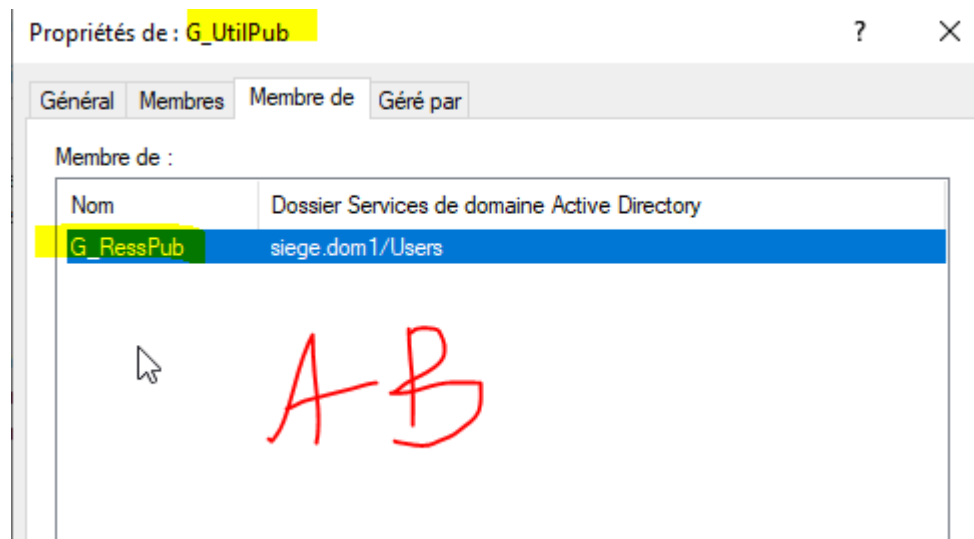 Propriétés de : G_UtilPub ? ×
Général Membres Membre de Géré par
Membre de :
Nom Dossier Services de domaine Active Directory
G_RessPub siege.dom1/Users
A-B